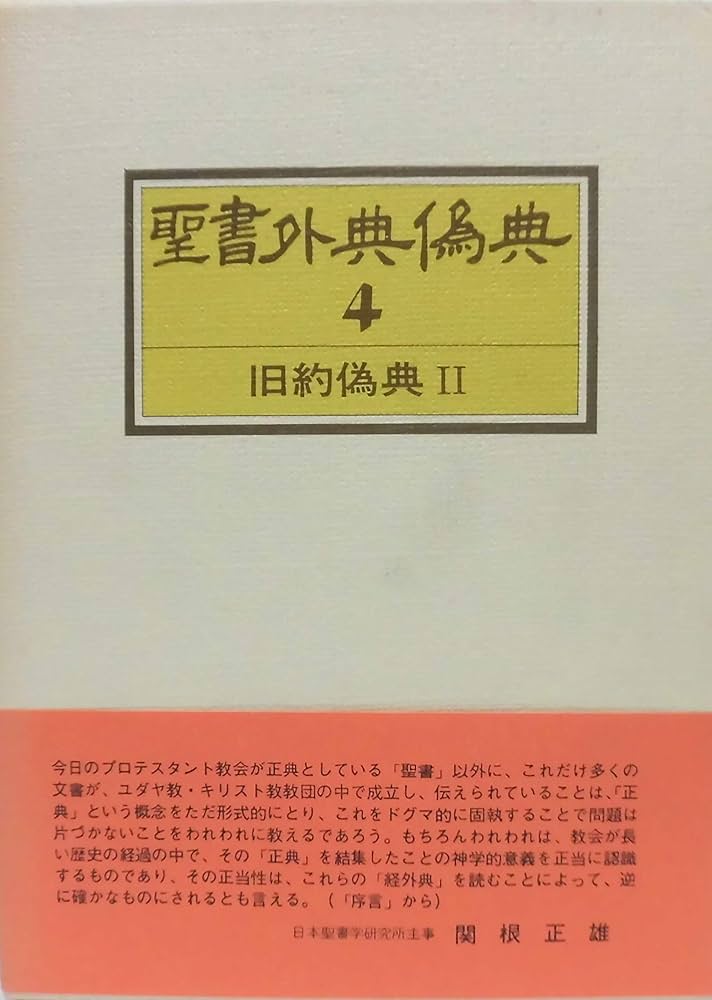 聖書外典偽典
4
旧約偽典 II
今日のプロテスタント教会が正典としている「聖書」以外に、これだけ多くの
文書が、ユダヤ教・キリスト教教団の中で成立し、伝えられていることは、「正
典」という概念をただ形式的にとり、これをドグマ的に固執することで問題は
片づかないことをわれわれに教えるであろう。もちろんわれわれは、教会が長
い歴史の経過の中で、その「正典」を結集したことの神学的意義を正当に認識
するものであり、その正当性は、これらの「経外典」を読むことによって、逆
に確かなものにされるとも言える。(「序言」から)
日本聖書学研究所主事 関根正雄